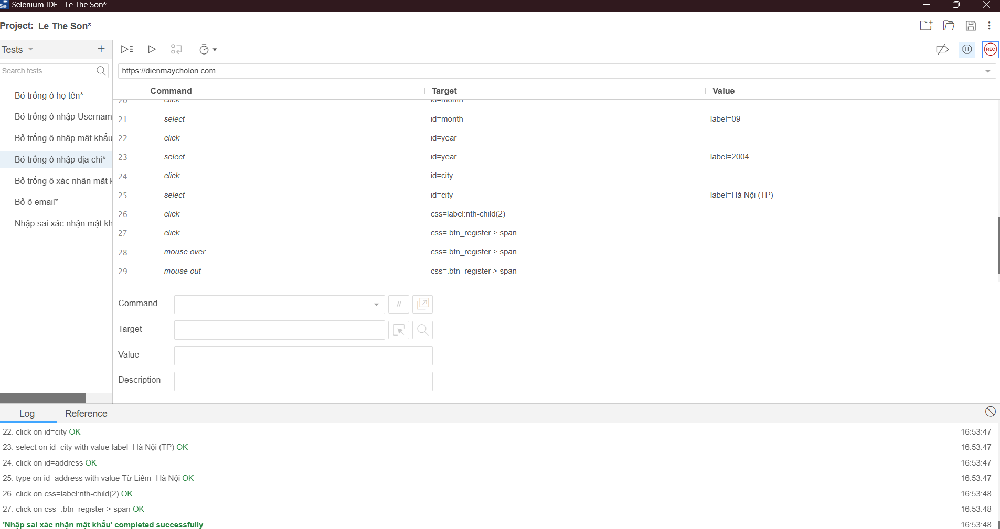 Se Selenium IDE - Le The Son*
Project: Le The Son*
Tests
Search tests...
Bỏ trống ô họ tên*
Bỏ trống ô nhập Usernam
Bỏ trống ô nhập mật khẩu
Bỏ trống ô nhập địa chỉ*
Bỏ trống ô xác nhận mật k
Bỏ ô email*
Nhập sai xác nhận mật kh
REC
https://dienmaycholon.com
Command Target Value
20 click id=month
21 select id=month label=09
22 click id=year
23 select id=year label=2004
24 click id=city
25 select id=city label=Hà Nội (TP)
26 click css=label:nth-child(2)
27 click css=.btn_register > span
28 mouse over css=.btn_register > span
29 mouse out css=.btn_register > span
Command //
Target
Value
Description
Log Reference
22. click on id=city OK 16:53:47
23. select on id=city with value label=Hà Nội (TP) OK 16:53:47
24. click on id=address OK 16:53:47
25. type on id=address with value Từ Liêm- Hà Nội OK 16:53:47
26. click on css=label:nth-child(2) OK 16:53:48
27. click on css=.btn_register > span OK 16:53:48
'Nhập sai xác nhận mật khẩu' completed successfully 16:53:48